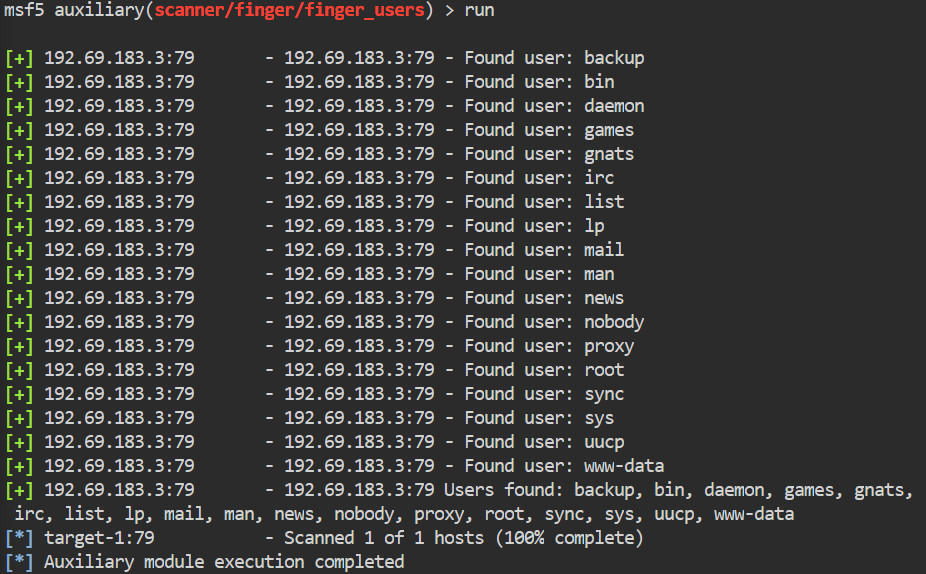 msf5 auxiliary(scanner/finger/finger_users) > run
[+] 192.69.183.3:79       - 192.69.183.3:79 - Found user: backup
[+] 192.69.183.3:79       - 192.69.183.3:79 - Found user: bin
[+] 192.69.183.3:79       - 192.69.183.3:79 - Found user: daemon
[+] 192.69.183.3:79       - 192.69.183.3:79 - Found user: games
[+] 192.69.183.3:79       - 192.69.183.3:79 - Found user: gnats
[+] 192.69.183.3:79       - 192.69.183.3:79 - Found user: irc
[+] 192.69.183.3:79       - 192.69.183.3:79 - Found user: list
[+] 192.69.183.3:79       - 192.69.183.3:79 - Found user: lp
[+] 192.69.183.3:79       - 192.69.183.3:79 - Found user: mail
[+] 192.69.183.3:79       - 192.69.183.3:79 - Found user: man
[+] 192.69.183.3:79       - 192.69.183.3:79 - Found user: news
[+] 192.69.183.3:79       - 192.69.183.3:79 - Found user: nobody
[+] 192.69.183.3:79       - 192.69.183.3:79 - Found user: proxy
[+] 192.69.183.3:79       - 192.69.183.3:79 - Found user: root
[+] 192.69.183.3:79       - 192.69.183.3:79 - Found user: sync
[+] 192.69.183.3:79       - 192.69.183.3:79 - Found user: sys
[+] 192.69.183.3:79       - 192.69.183.3:79 - Found user: uucp
[+] 192.69.183.3:79       - 192.69.183.3:79 - Found user: www-data
[+] 192.69.183.3:79       - 192.69.183.3:79 Users found: backup, bin, daemon, games, gnats,
 irc, list, lp, mail, man, news, nobody, proxy, root, sync, sys, uucp, www-data
[*] target-1:79           - Scanned 1 of 1 hosts (100% complete)
[*] Auxiliary module execution completed